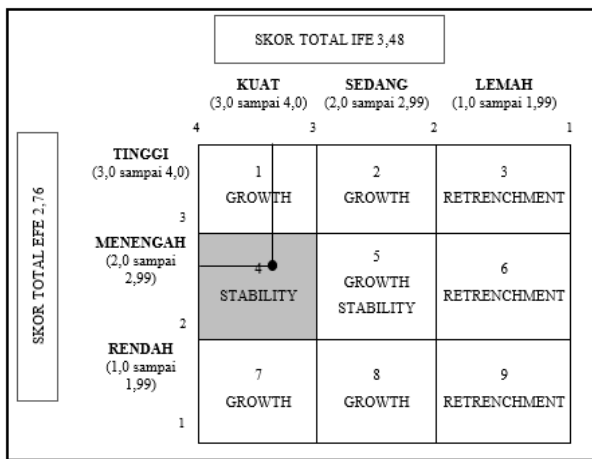 SKOR TOTAL IFE 3,48
KUAT
(3,0 sampai 4,0)
SEDANG
(2,0 sampai 2,99)
LEMAH
(1,0 sampai 1,99)
4
3
2
1
SKOR TOTAL EFE 2,76
TINGGI
(3,0 sampai 4,0)
3
1
GROWTH
2
GROWTH
3
RETRENCHMENT
MENENGAH
(2,0 sampai
2,99)
2
4
STABILITY
5
GROWTH
STABILITY
6
RETRENCHMENT
RENDAH
(1,0 sampai
1,99)
1
7
GROWTH
8
GROWTH
9
RETRENCHMENT